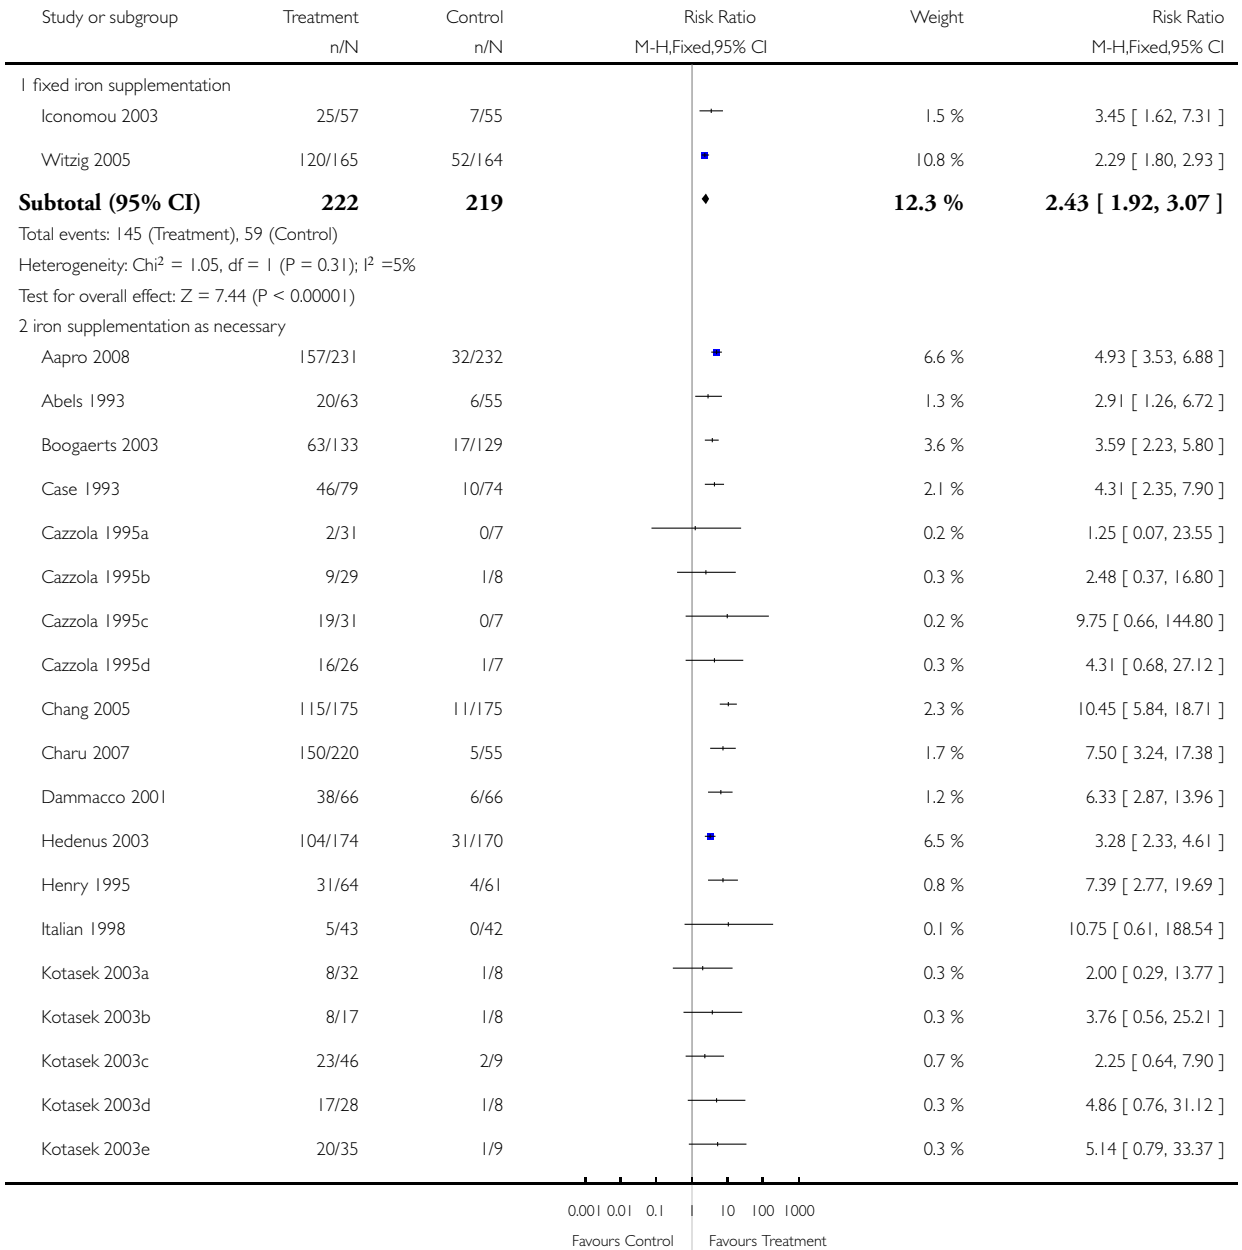 Study or subgroup Treatment Control Risk Ratio Weight Risk Ratio
n/N n/N M-H,Fixed,95% CI M-H,Fixed,95% CI
1 fixed iron supplementation
Iconomou 2003 25/57 7/55 1.5 % 3.45 [ 1.62, 7.31 ]
Witzig 2005 120/165 52/164 10.8 % 2.29 [ 1.80, 2.93 ]
Subtotal (95% CI) 222 219 12.3 % 2.43 [ 1.92, 3.07 ]
Total events: 145 (Treatment), 59 (Control)
Heterogeneity: Chi² = 1.05, df = 1 (P = 0.31); I² =5%
Test for overall effect: Z = 7.44 (P < 0.00001)
2 iron supplementation as necessary
Aapro 2008 157/231 32/232 6.6 % 4.93 [ 3.53, 6.88 ]
Abels 1993 20/63 6/55 1.3 % 2.91 [ 1.26, 6.72 ]
Boogaerts 2003 63/133 17/129 3.6 % 3.59 [ 2.23, 5.80 ]
Case 1993 46/79 10/74 2.1 % 4.31 [ 2.35, 7.90 ]
Cazzola 1995a 2/31 0/7 0.2 % 1.25 [ 0.07, 23.55 ]
Cazzola 1995b 9/29 1/8 0.3 % 2.48 [ 0.37, 16.80 ]
Cazzola 1995c 19/31 0/7 0.2 % 9.75 [ 0.66, 144.80 ]
Cazzola 1995d 16/26 1/7 0.3 % 4.31 [ 0.68, 27.12 ]
Chang 2005 115/175 11/175 2.3 % 10.45 [ 5.84, 18.71 ]
Charu 2007 150/220 5/55 1.7 % 7.50 [ 3.24, 17.38 ]
Dammacco 2001 38/66 6/66 1.2 % 6.33 [ 2.87, 13.96 ]
Hedenus 2003 104/174 31/170 6.5 % 3.28 [ 2.33, 4.61 ]
Henry 1995 31/64 4/61 0.8 % 7.39 [ 2.77, 19.69 ]
Italian 1998 5/43 0/42 0.1 % 10.75 [ 0.61, 188.54 ]
Kotasek 2003a 8/32 1/8 0.3 % 2.00 [ 0.29, 13.77 ]
Kotasek 2003b 8/17 1/8 0.3 % 3.76 [ 0.56, 25.21 ]
Kotasek 2003c 23/46 2/9 0.7 % 2.25 [ 0.64, 7.90 ]
Kotasek 2003d 17/28 1/8 0.3 % 4.86 [ 0.76, 31.12 ]
Kotasek 2003e 20/35 1/9 0.3 % 5.14 [ 0.79, 33.37 ]
0.001 0.01 0.1 1 10 100 1000
Favours Control Favours Treatment